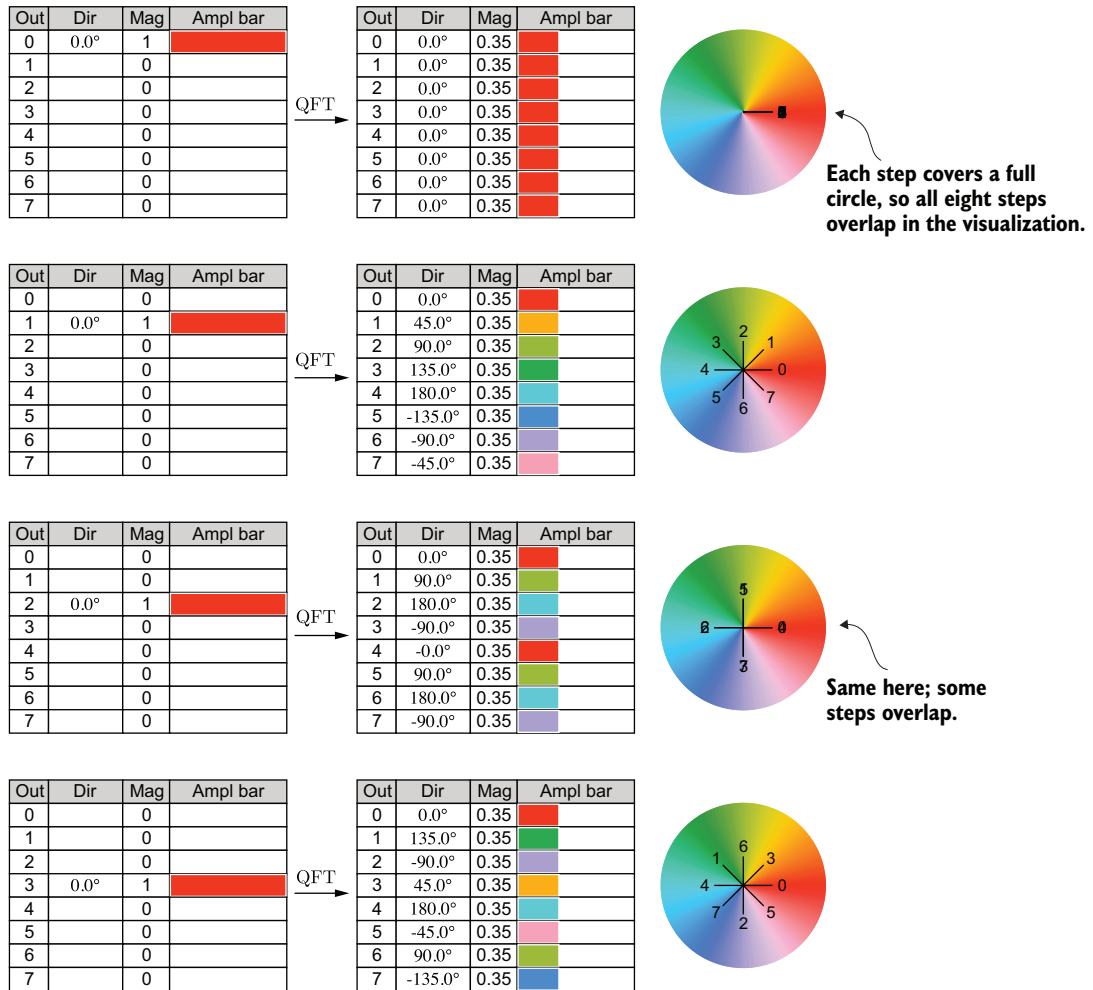 Out Dir Mag Ampl bar
0 0.0° 1
1 0
2 0
3 0
4 0
5 0
6 0
7 0
QFT
Out Dir Mag Ampl bar
0 0.0° 0.35
1 0.0° 0.35
2 0.0° 0.35
3 0.0° 0.35
4 0.0° 0.35
5 0.0° 0.35
6 0.0° 0.35
7 0.0° 0.35
Each step covers a full
circle, so all eight steps
overlap in the visualization.
Out Dir Mag Ampl bar
0 0
1 0.0° 1
2 0
3 0
4 0
5 0
6 0
7 0
QFT
Out Dir Mag Ampl bar
0 0.0° 0.35
1 45.0° 0.35
2 90.0° 0.35
3 135.0° 0.35
4 180.0° 0.35
5 -135.0° 0.35
6 -90.0° 0.35
7 -45.0° 0.35
2
3 1
4 0
5 7
6
Out Dir Mag Ampl bar
0 0
1 0
2 0.0° 1
3 0
4 0
5 0
6 0
7 0
QFT
Out Dir Mag Ampl bar
0 0.0° 0.35
1 90.0° 0.35
2 180.0° 0.35
3 -90.0° 0.35
4 -0.0° 0.35
5 90.0° 0.35
6 180.0° 0.35
7 -90.0° 0.35
Same here; some
steps overlap.
Out Dir Mag Ampl bar
0 0
1 0
2 0
3 0.0° 1
4 0
5 0
6 0
7 0
QFT
Out Dir Mag Ampl bar
0 0.0° 0.35
1 135.0° 0.35
2 -90.0° 0.35
3 45.0° 0.35
4 180.0° 0.35
5 -45.0° 0.35
6 90.0° 0.35
7 -135.0° 0.35
6
1 3
4 0
7 5
2